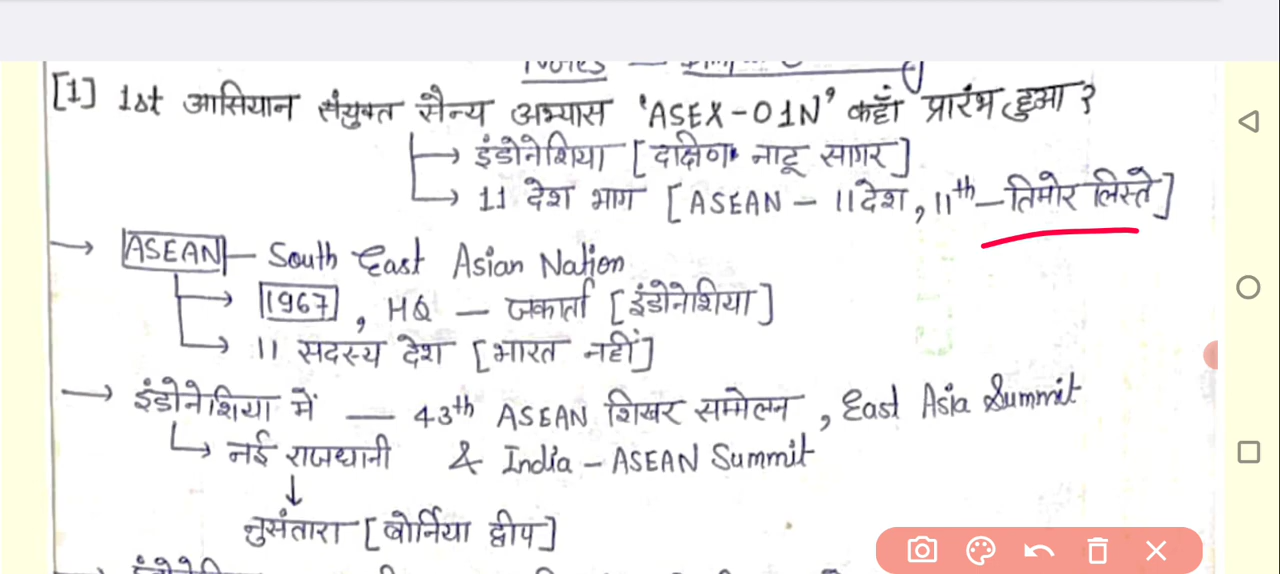 [1] 1st आसियान संयुक्त सैन्य अभ्यास 'ASEX-01N' कहाँ प्रारंभ हुआ ?
→ इंडोनेशिया [दक्षिण नाटू सागर]
→ 11 देश भाग [ASEAN – 11देश, 11th – तिमोर लिस्ते]
→ ASEAN – South East Asian Nation
→ 1967, HQ – जकार्ता [इंडोनेशिया]
→ 11 सदस्य देश [भारत नहीं]
→ इंडोनेशिया में – 43th ASEAN शिखर सम्मेलन, East Asia Summit
↳ नई राजधानी & India – ASEAN Summit
↓
नुसंतारा [बोर्निया द्वीप]